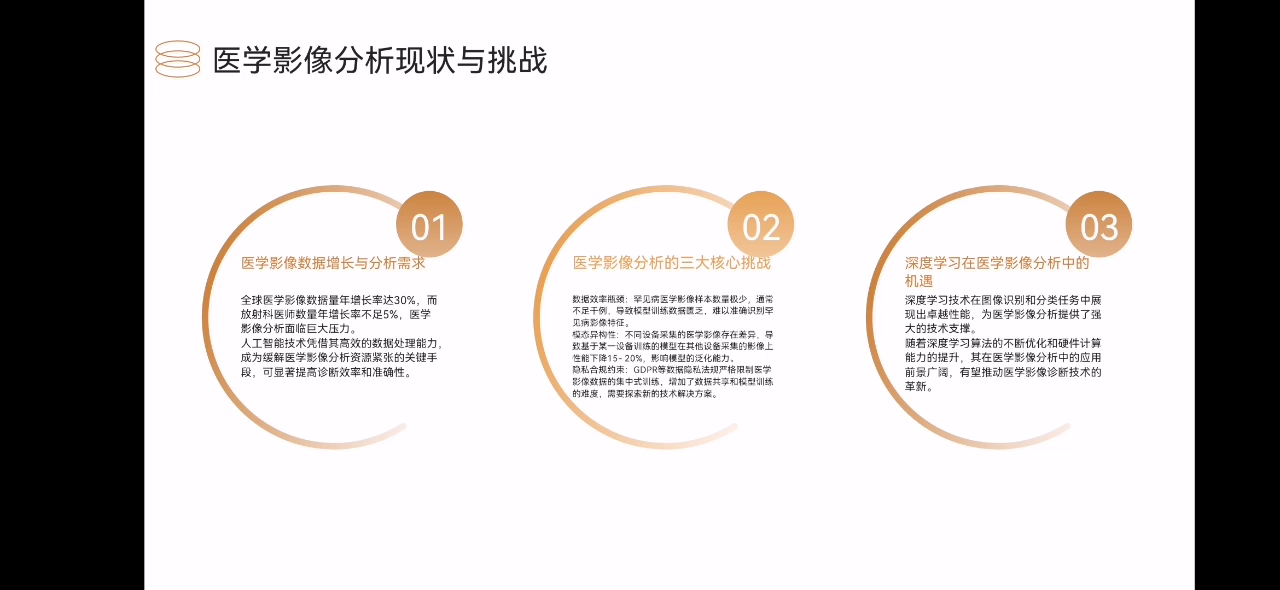 医学影像分析现状与挑战
01
医学影像数据增长与分析需求
全球医学影像数据量年增长率达30%，而
放射科医师数量年增长率不足5%，医学
影像分析面临巨大压力。
人工智能技术凭借其高效的数据处理能力，
成为缓解医学影像分析资源紧张的关键手
段，可显著提高诊断效率和准确性。
02
医学影像分析的三大核心挑战
数据效率瓶颈：罕见病医学影像样本数量极少，通常
不足千例，导致模型训练数据匮乏，难以准确识别罕
见病影像特征。
模态异构性：不同设备采集的医学影像存在差异，导
致基于某一设备训练的模型在其他设备采集的影像上
性能下降15-20%，影响模型的泛化能力。
隐私合规约束：GDPR等数据隐私法规严格限制医学
影像数据的集中式训练，增加了数据共享和模型训练
的难度，需要探索新的技术解决方案。
03
深度学习在医学影像分析中的
机遇
深度学习技术在图像识别和分类任务中展
现出卓越性能，为医学影像分析提供了强
大的技术支撑。
随着深度学习算法的不断优化和硬件计算
能力的提升，其在医学影像分析中的应用
前景广阔，有望推动医学影像诊断技术的
革新。